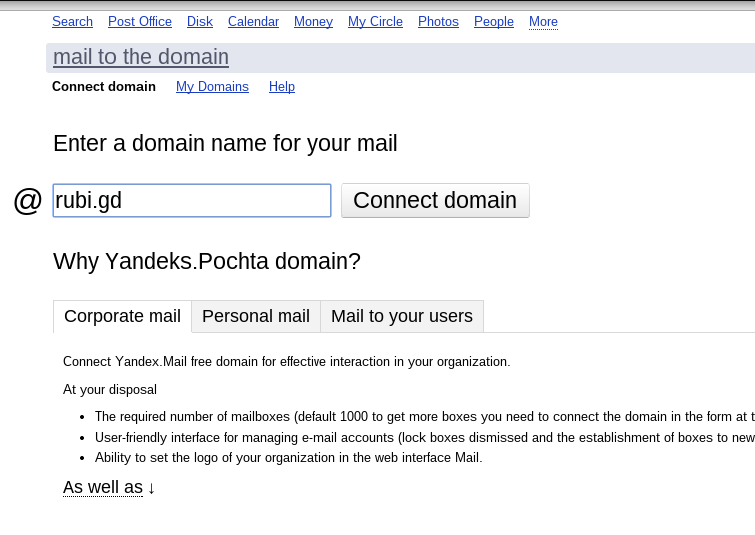 Search Post Office Disk Calendar Money My Circle Photos People More
mail to the domain
Connect domain My Domains Help
Enter a domain name for your mail
@ rubi.gd Connect domain
Why Yandeks.Pochta domain?
Corporate mail Personal mail Mail to your users
Connect Yandex.Mail free domain for effective interaction in your organization.
At your disposal
• The required number of mailboxes (default 1000 to get more boxes you need to connect the domain in the form at t
• User-friendly interface for managing e-mail accounts (lock boxes dismissed and the establishment of boxes to new
• Ability to set the logo of your organization in the web interface Mail.
As well as ↓